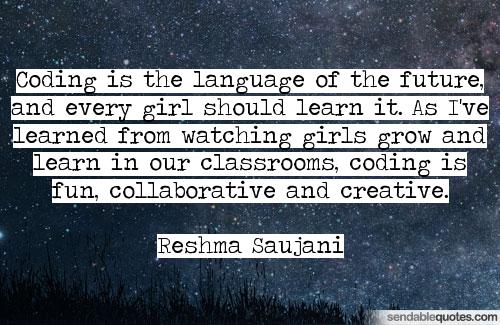 Coding is the language of the future,
and every girl should learn it. As I've
learned from watching girls grow and
learn in our classrooms, coding is
fun, collaborative and creative.
Reshma Saujani
sendablequotes.com